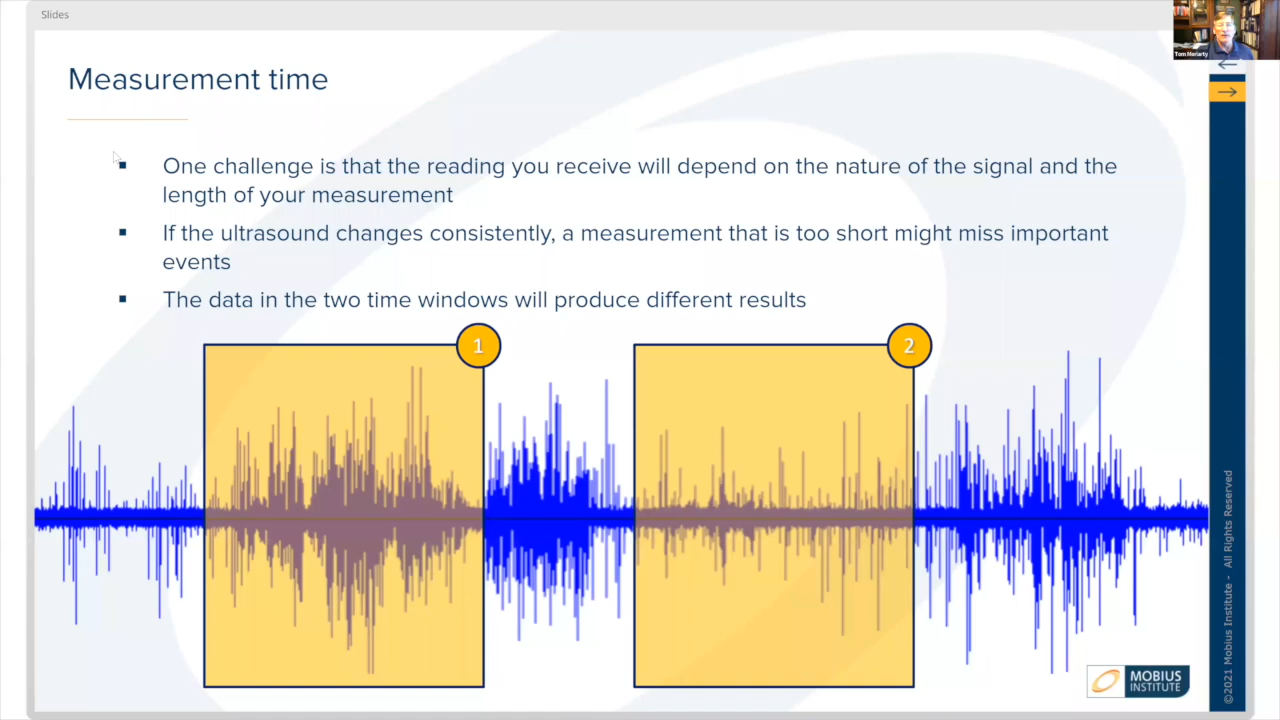 Slides
Tom Moriarty
Measurement time
One challenge is that the reading you receive will depend on the nature of the signal and the
length of your measurement
If the ultrasound changes consistently, a measurement that is too short might miss important
events
The data in the two time windows will produce different results
1
2
MOBIUS
INSTITUTE
©2021 Mobius Institute - All Rights Reserved